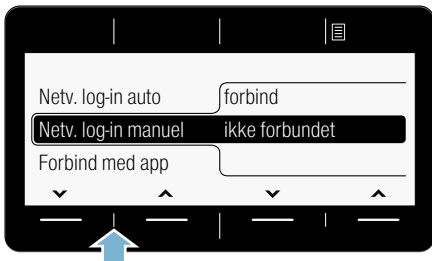 Netv. log-in auto forbind
Netv. log-in manuel ikke forbundet
Forbind med app